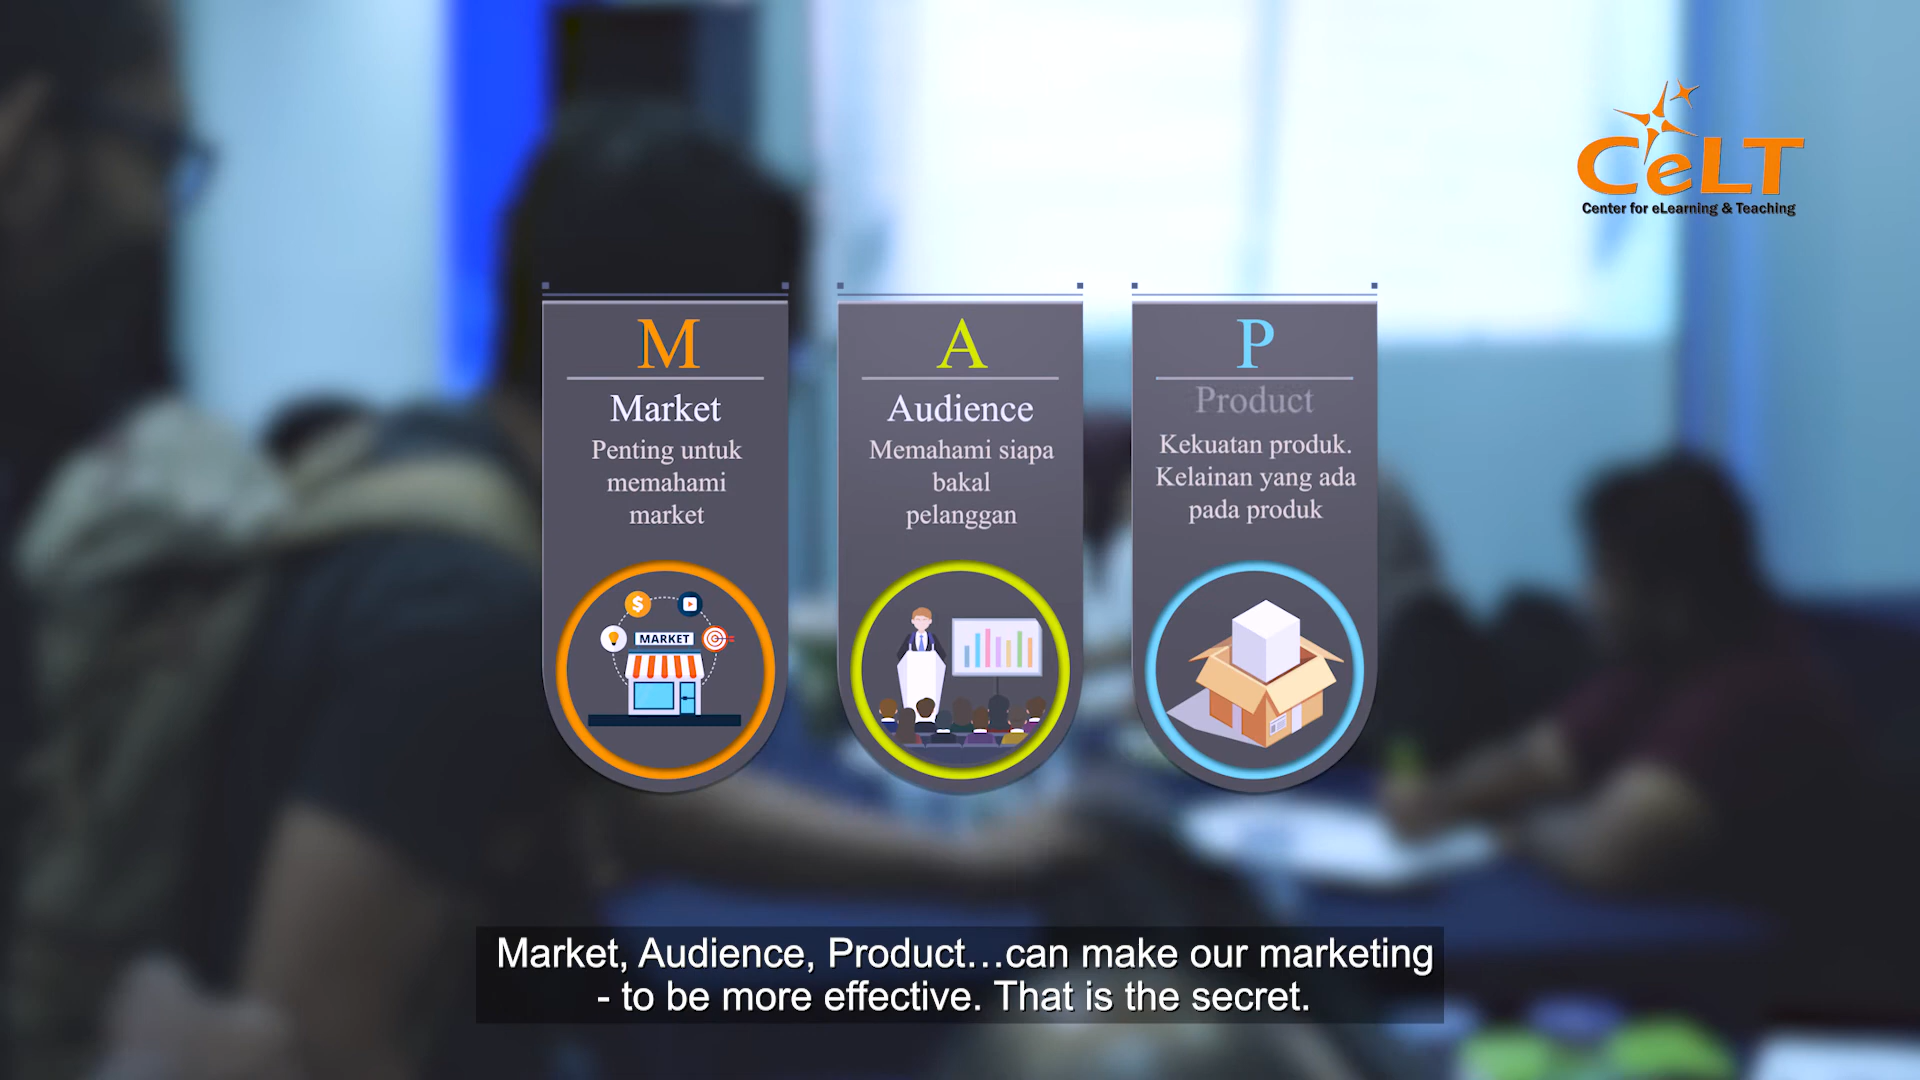 CeLT
Center for eLearning & Teaching
M
Market
Penting untuk
memahami
market
MARKET
A
Audience
Memahami siapa
bakal
pelanggan
P
Product
Kekuatan produk.
Kelainan yang ada
pada produk
$
Market, Audience, Product…can make our marketing
- to be more effective. That is the secret.